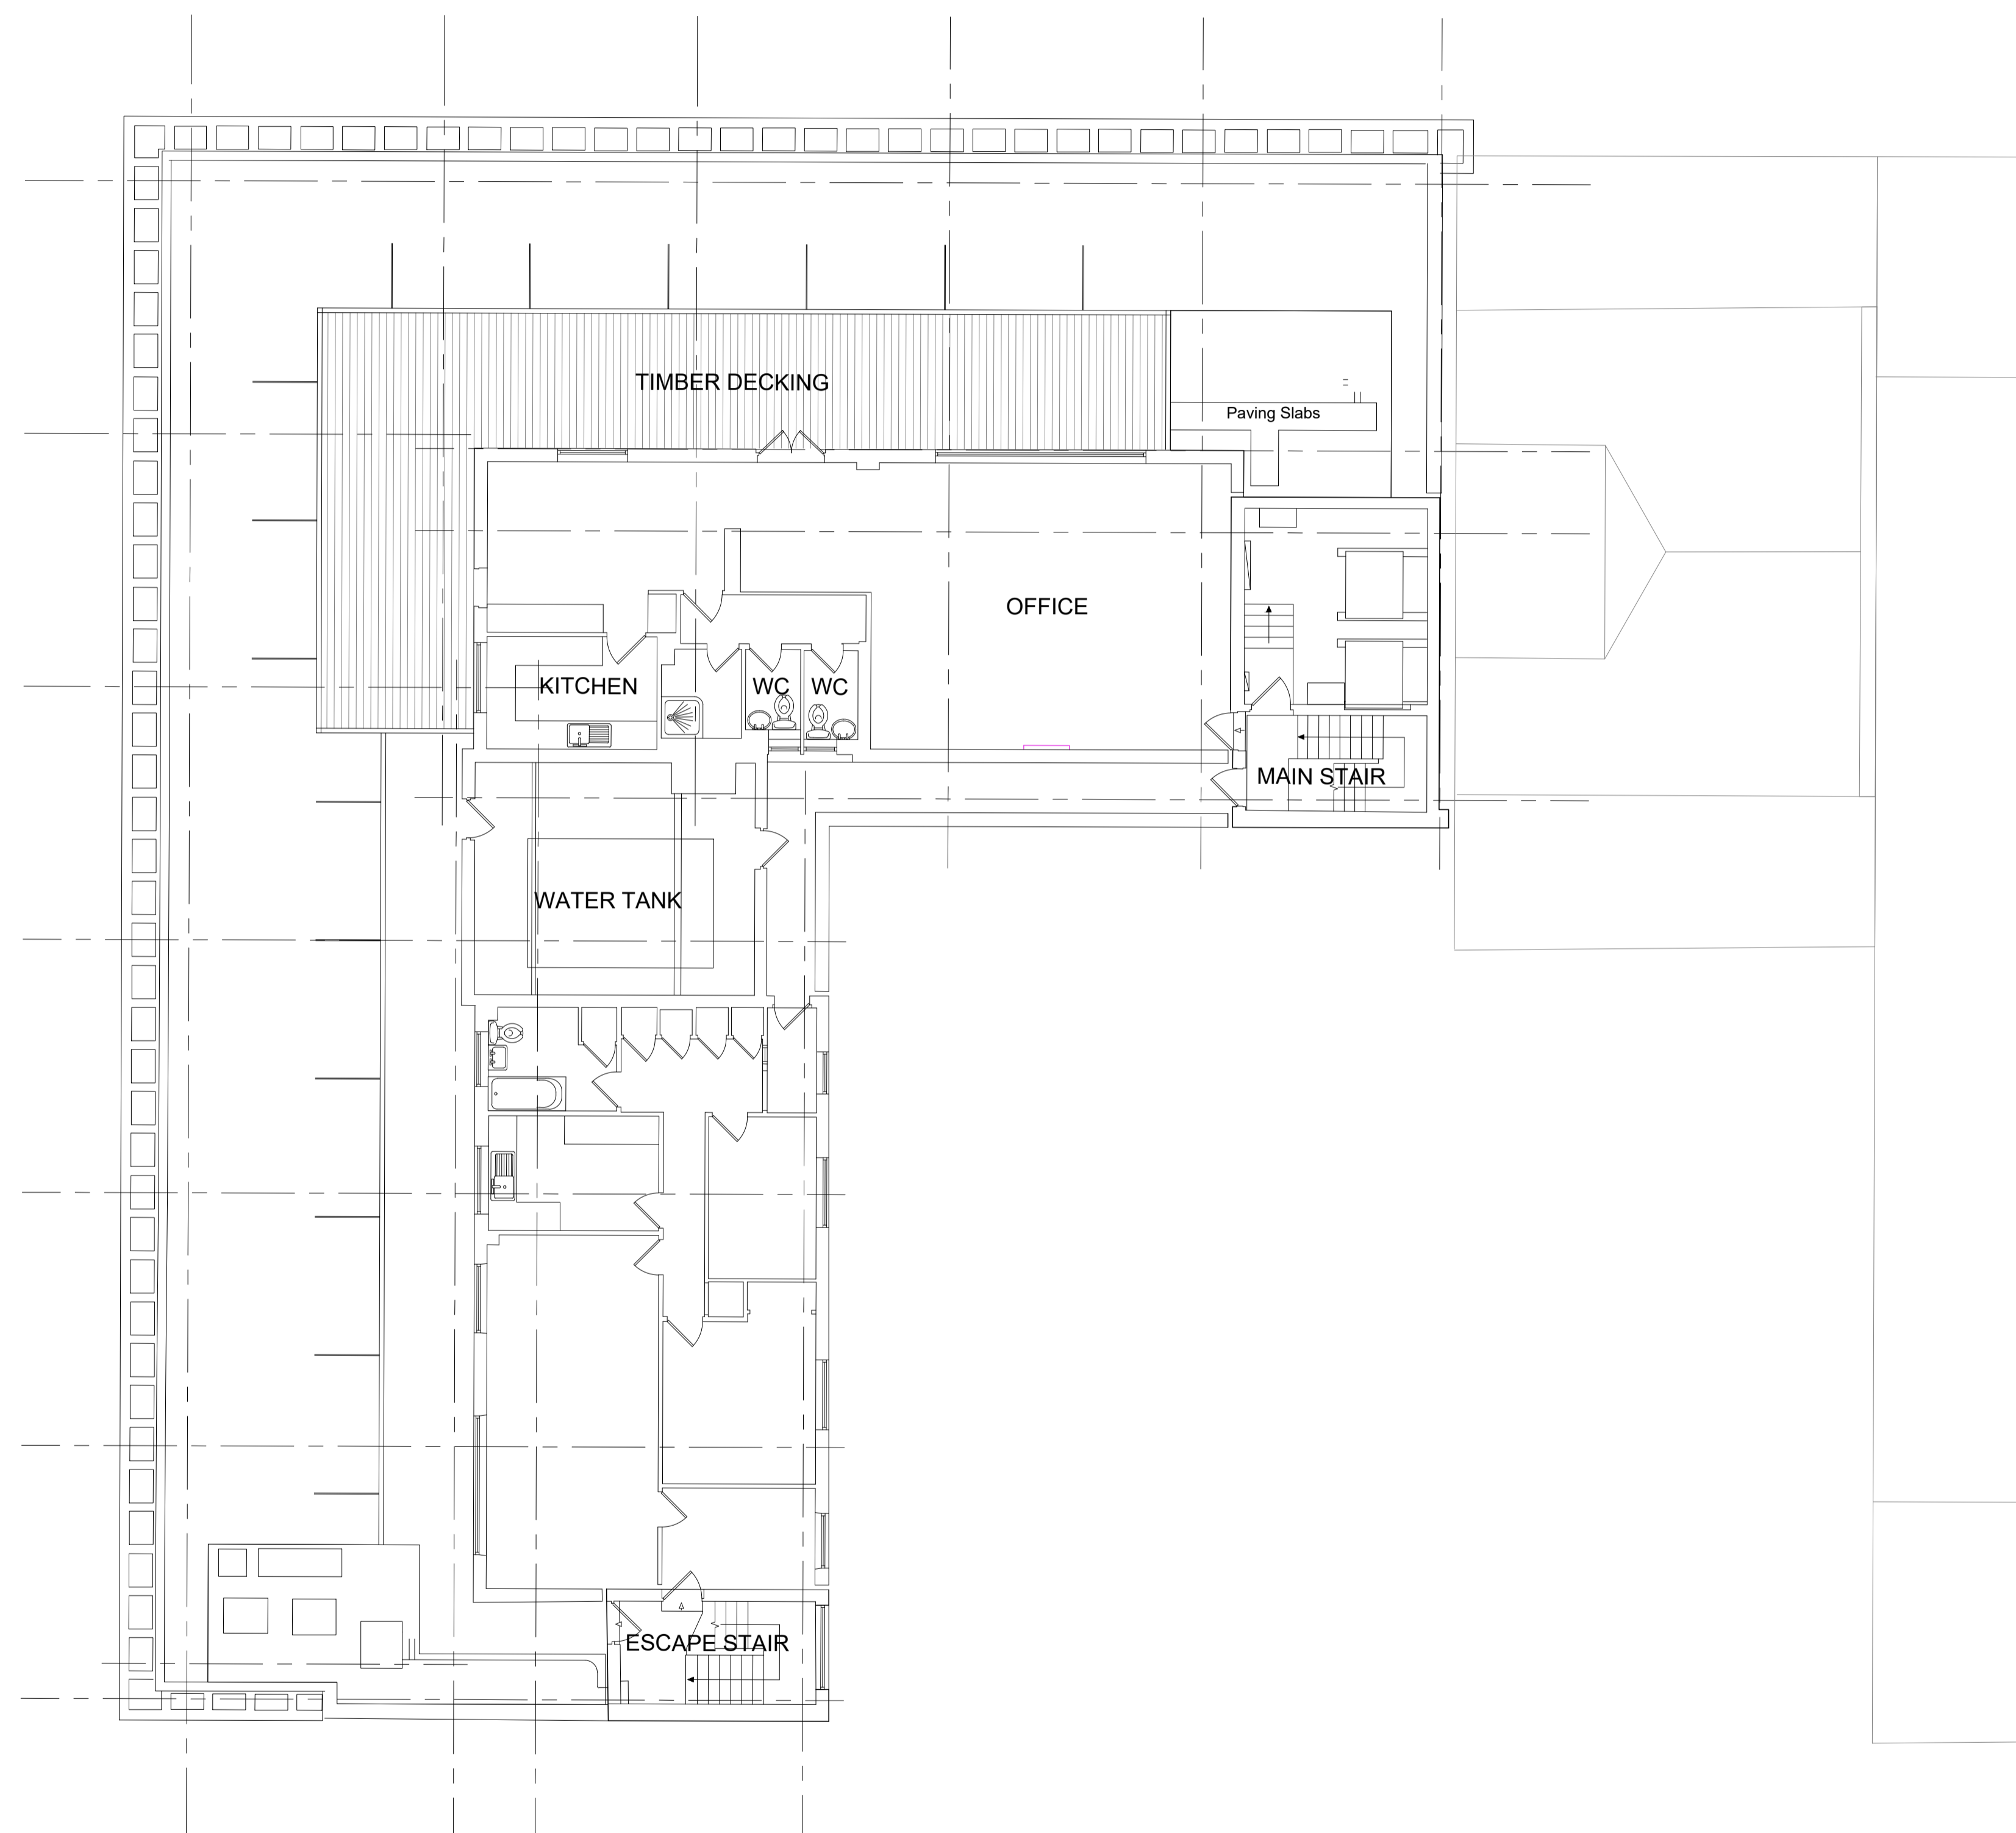 TIMBER DECKING
Paving Slabs
OFFICE
KITCHEN
WC
WC
MAIN STAIR
WATER TANK
ESCAPE STAIR